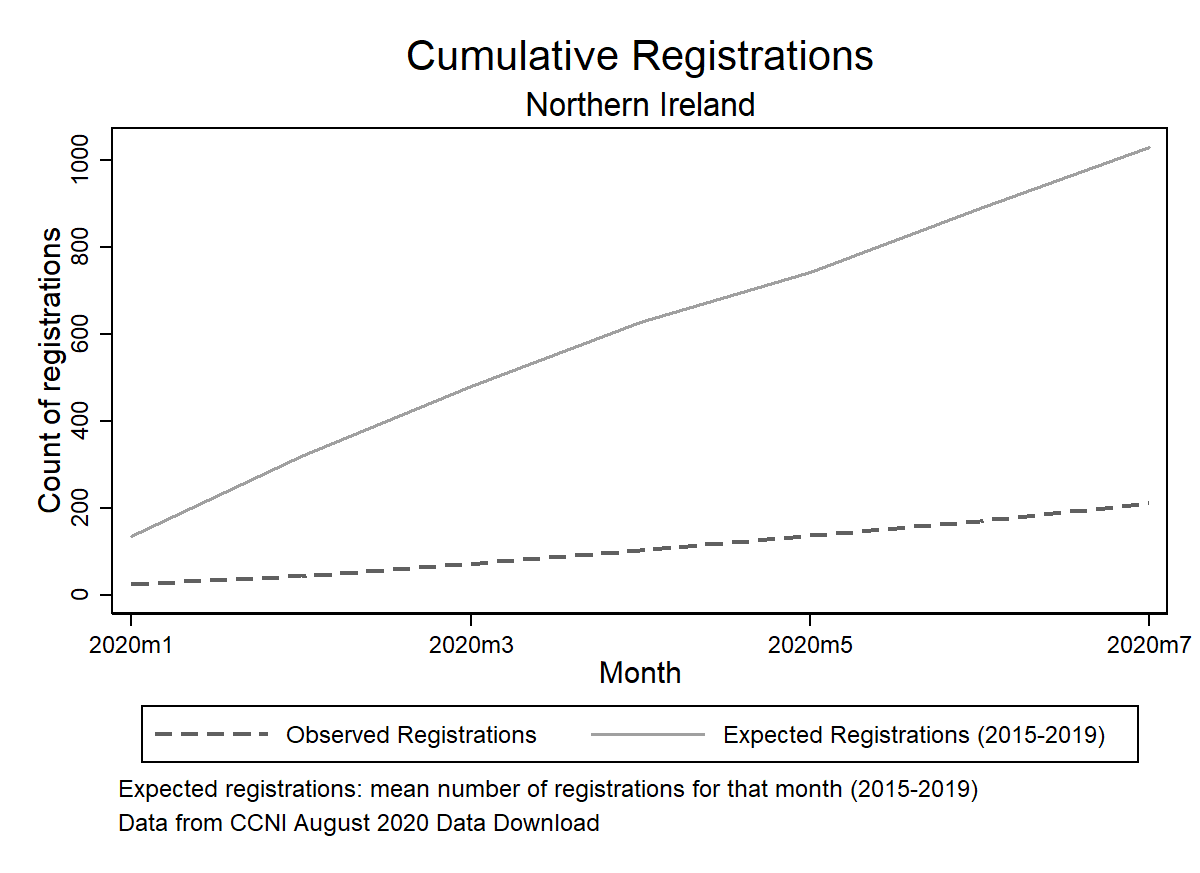 Cumulative Registrations
Northern Ireland
Count of registrations
1000
800
600
400
200
0
2020m1 2020m3 2020m5 2020m7
Month
Observed Registrations Expected Registrations (2015-2019)
Expected registrations: mean number of registrations for that month (2015-2019)
Data from CCNI August 2020 Data Download